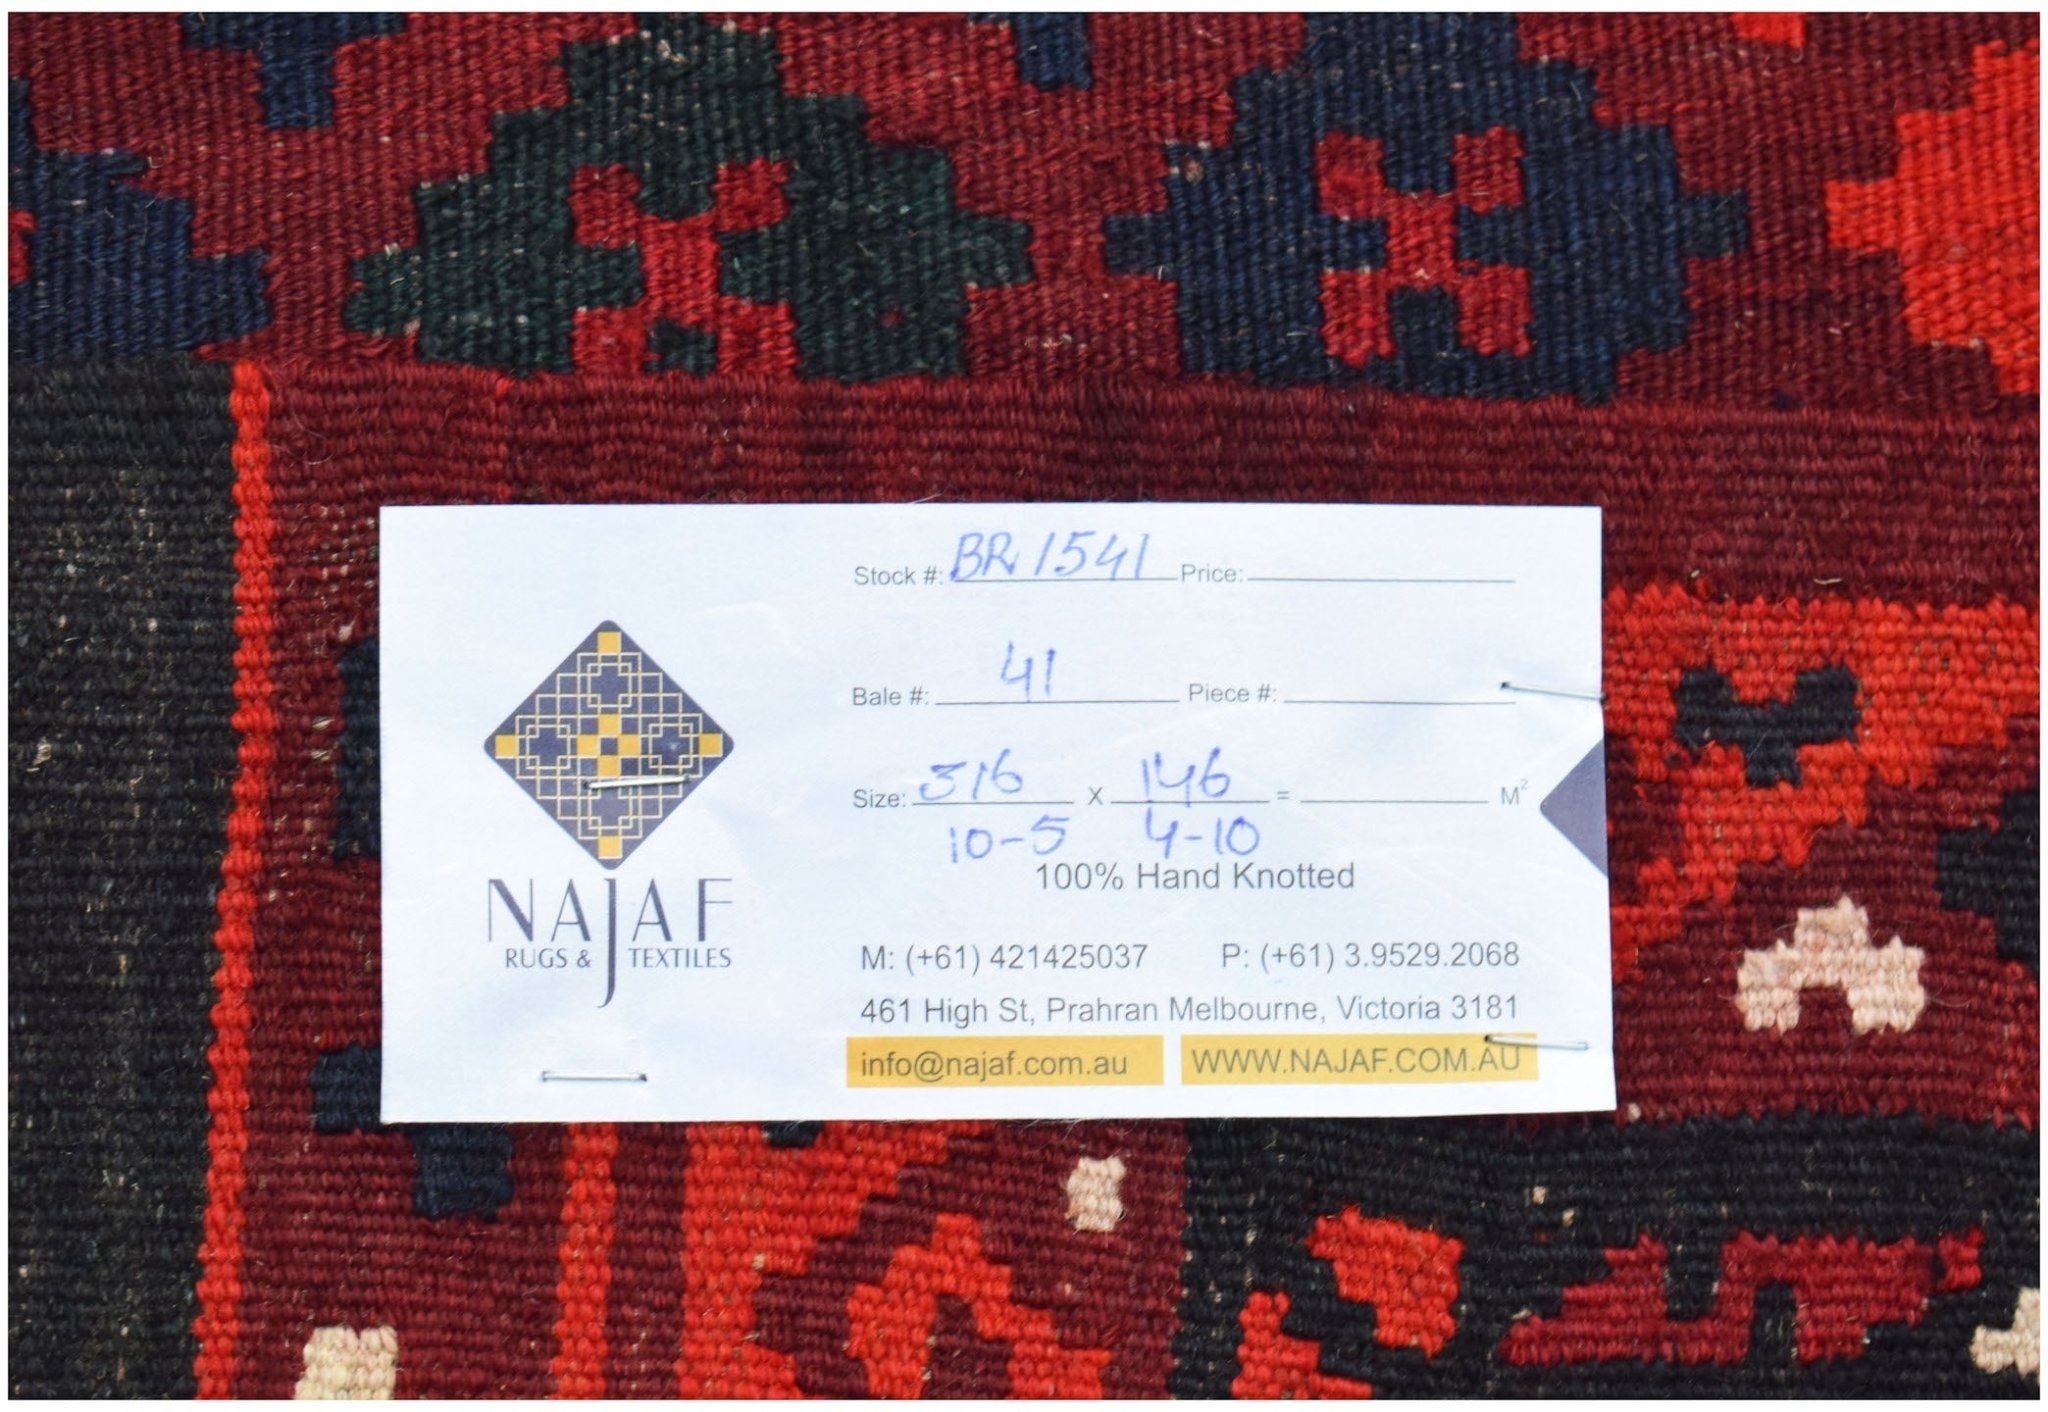 Stock #: BR 1541 Price:
Bale #: 41 Piece #:
Size: 316 X 146 = M²
10-5 4-10
100% Hand Knotted
NAJAF
RUGS & TEXTILES
M: (+61) 421425037 P: (+61) 3.9529.2068
461 High St, Prahran Melbourne, Victoria 3181
info@najaf.com.au WWW.NAJAF.COM.AU